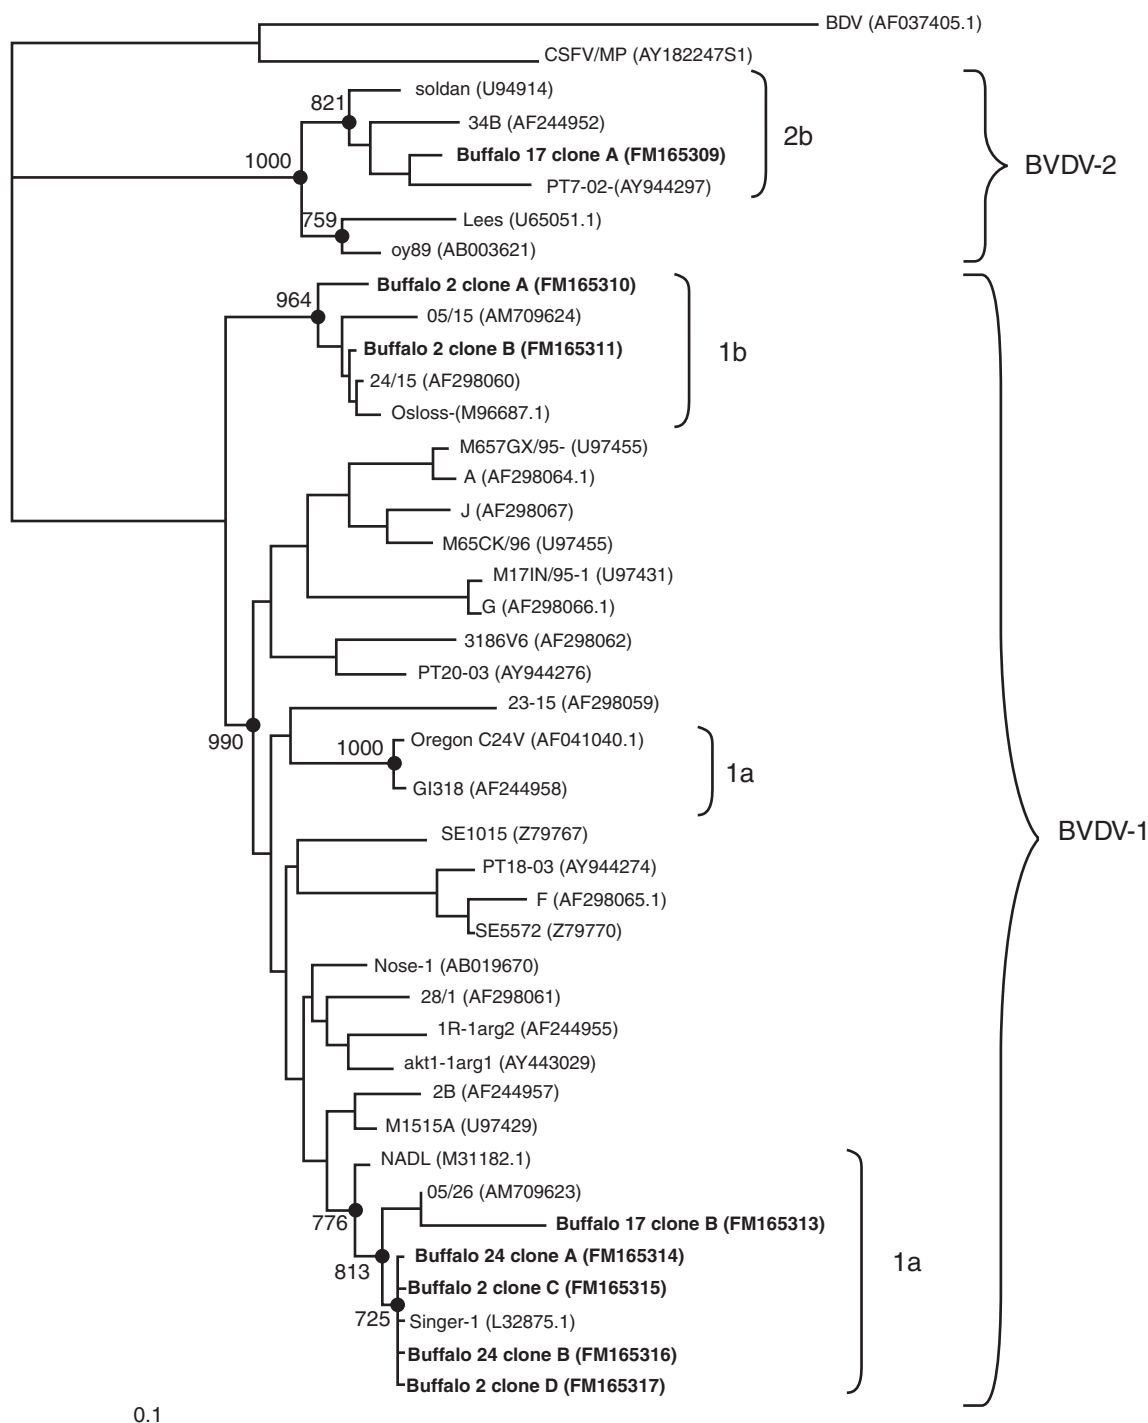 BDV (AF037405.1)
CSFV/MP (AY182247S1)
soldan (U94914)
821
34B (AF244952)
2b
Buffalo 17 clone A (FM165309)
1000
BVDV-2
PT7-02-(AY944297)
759
Lees (U65051.1)
oy89 (AB003621)
Buffalo 2 clone A (FM165310)
964
05/15 (AM709624)
Buffalo 2 clone B (FM165311)
1b
24/15 (AF298060)
Osloss-(M96687.1)
M657GX/95- (U97455)
A (AF298064.1)
J (AF298067)
M65CK/96 (U97455)
M17IN/95-1 (U97431)
G (AF298066.1)
3186V6 (AF298062)
PT20-03 (AY944276)
23-15 (AF298059)
990
1000
Oregon C24V (AF041040.1)
1a
GI318 (AF244958)
SE1015 (Z79767)
BVDV-1
PT18-03 (AY944274)
F (AF298065.1)
SE5572 (Z79770)
Nose-1 (AB019670)
28/1 (AF298061)
1R-1arg2 (AF244955)
akt1-1arg1 (AY443029)
2B (AF244957)
M1515A (U97429)
NADL (M31182.1)
05/26 (AM709623)
776
Buffalo 17 clone B (FM165313)
Buffalo 24 clone A (FM165314)
1a
813
Buffalo 2 clone C (FM165315)
725
Singer-1 (L32875.1)
Buffalo 24 clone B (FM165316)
Buffalo 2 clone D (FM165317)
0.1